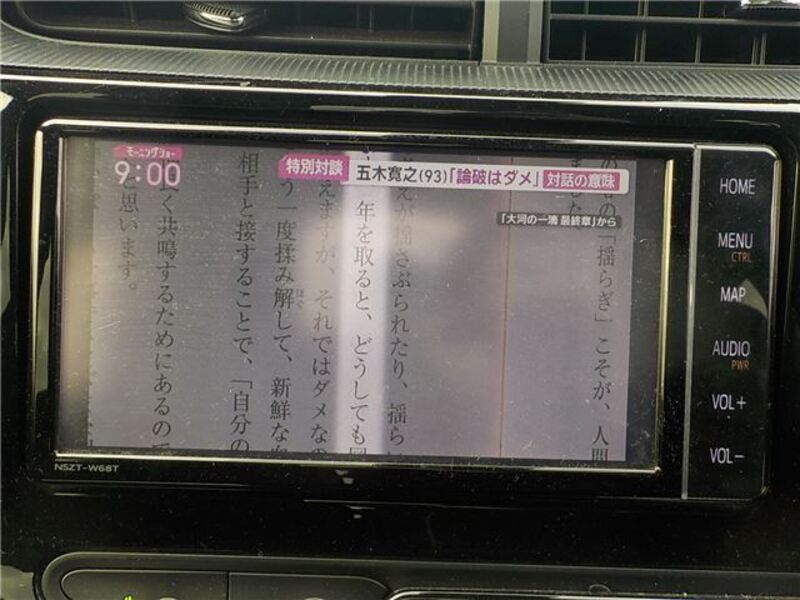 モーニングショー
9:00
特別対談 五木寛之(93)「論破はダメ」 対話の意味
「大河の一滴 最終章」から
「揺らぎ」こそが、人間
えが揺さぶられたり、揺ら
年を取ると、どうしても
えますが、それではダメなの
う一度揉み解して、新鮮な
ほぐ
相手と接することで、「自分の
く共鳴するためにあるので
思います。
HOME
MENU
CTRL
MAP
AUDIO
PWR
VOL+
VOL-
NSZT-W68T